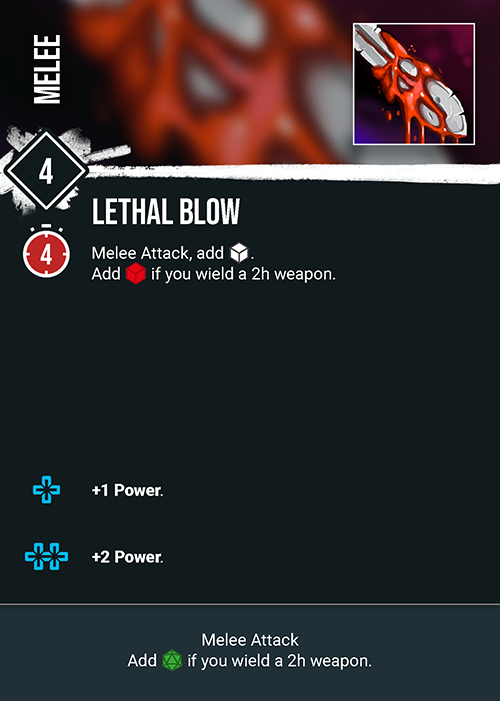 MELEE
4
LETHAL BLOW
4
Melee Attack, add .
Add if you wield a 2h weapon.
+1 Power.
+2 Power.
Melee Attack
Add if you wield a 2h weapon.